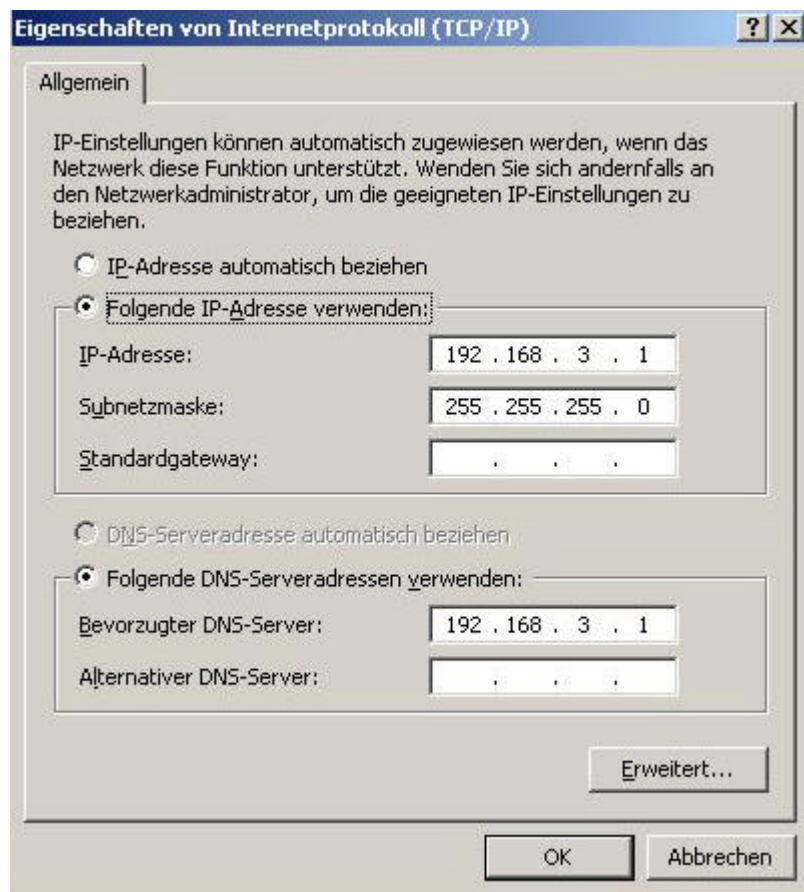 Eigenschaften von Internetprotokoll (TCP/IP)
Allgemein
IP-Einstellungen können automatisch zugewiesen werden, wenn das
Netzwerk diese Funktion unterstützt. Wenden Sie sich andernfalls an
den Netzwerkadministrator, um die geeigneten IP-Einstellungen zu
beziehen.
IP-Adresse automatisch beziehen
Folgende IP-Adresse verwenden:
IP-Adresse: 192 . 168 . 3 . 1
Subnetzmaske: 255 . 255 . 255 . 0
Standardgateway: . . .
DNS-Serveradresse automatisch beziehen
Folgende DNS-Serveradressen verwenden:
Bevorzugter DNS-Server: 192 . 168 . 3 . 1
Alternativer DNS-Server: . . .
Erweitert...
OK Abbrechen